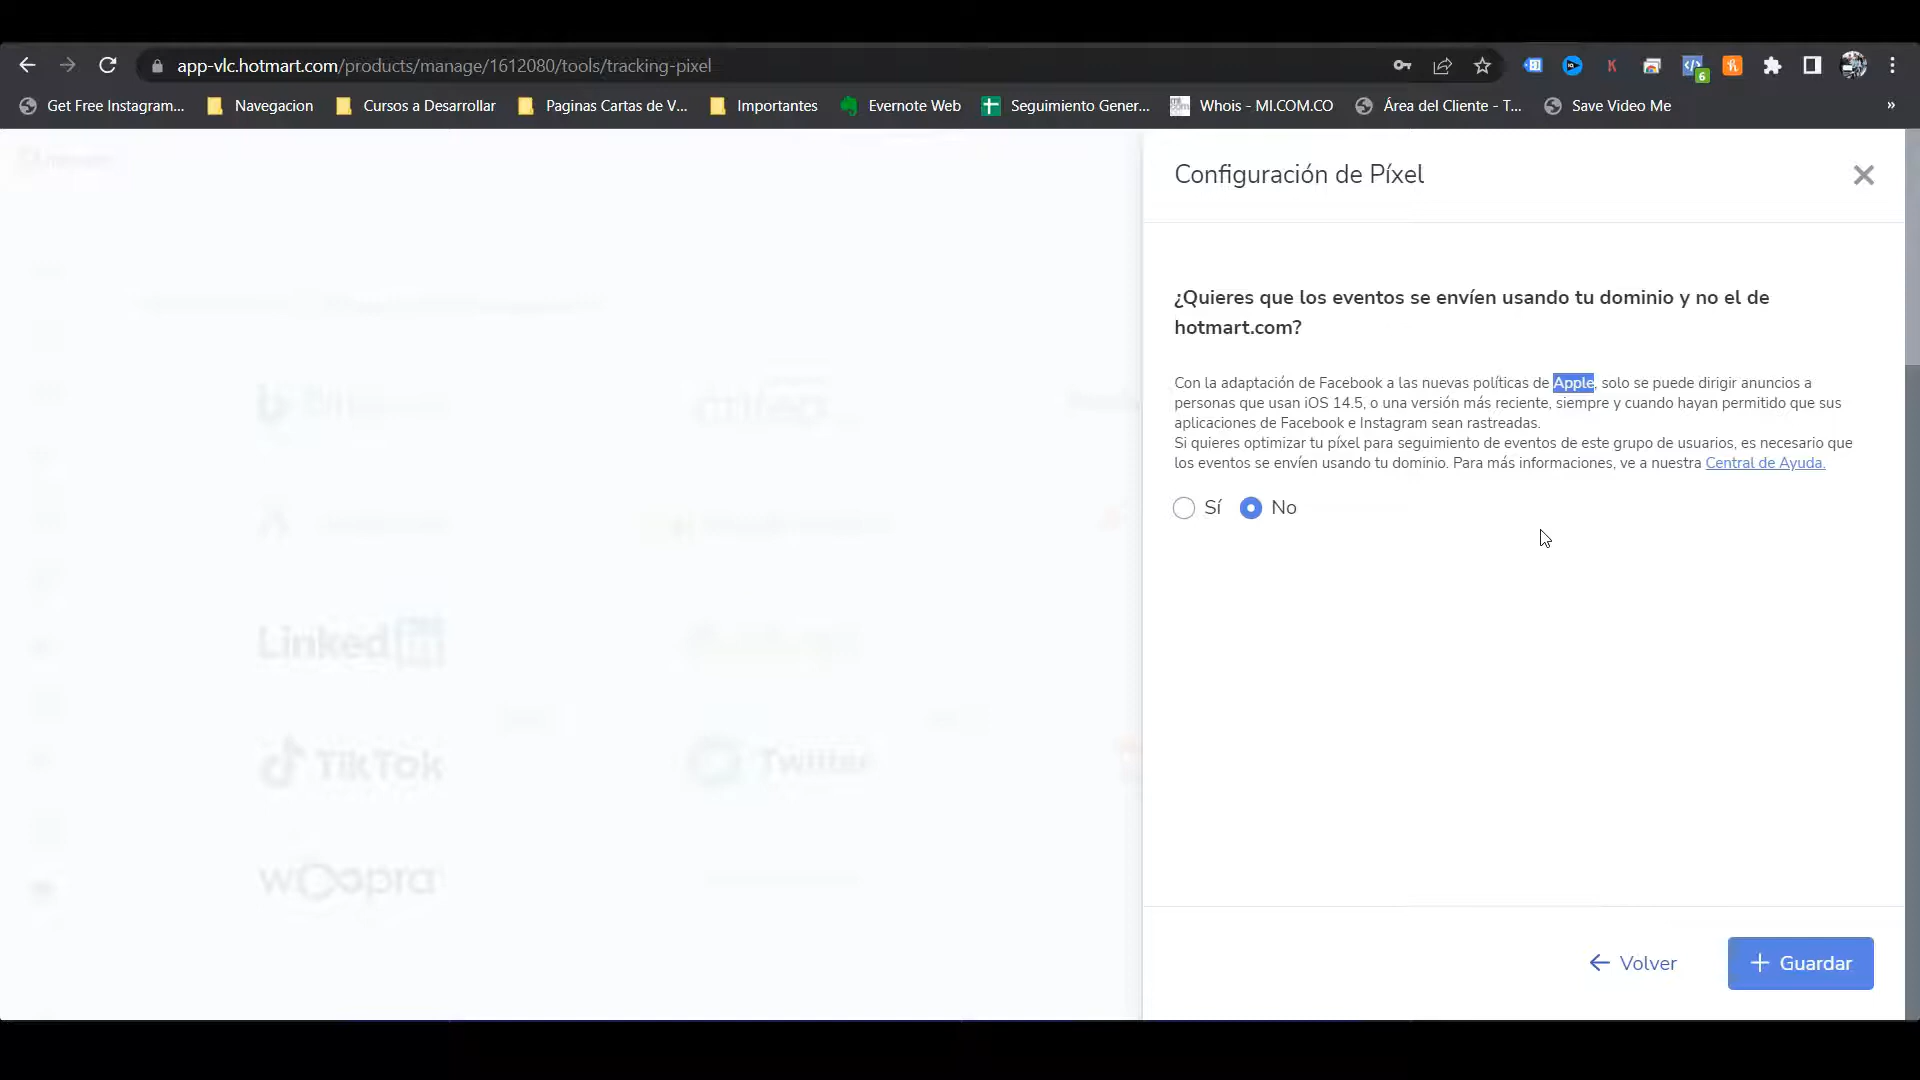 app-vlc.hotmart.com/products/manage/1612080/tools/tracking-pixel
6
Get Free Instagram... Navegacion Cursos a Desarrollar Paginas Cartas de V... Importantes Evernote Web Seguimiento Gener... Whois - MI.COM.CO Área del Cliente - T... Save Video Me »
Configuración de Píxel
¿Quieres que los eventos se envíen usando tu dominio y no el de
hotmart.com?
Con la adaptación de Facebook a las nuevas políticas de Apple, solo se puede dirigir anuncios a
personas que usan iOS 14.5, o una versión más reciente, siempre y cuando hayan permitido que sus
aplicaciones de Facebook e Instagram sean rastreadas.
Si quieres optimizar tu píxel para seguimiento de eventos de este grupo de usuarios, es necesario que
los eventos se envíen usando tu dominio. Para más informaciones, ve a nuestra Central de Ayuda.
Sí No
Linked
TikTok
Twitter
woopra
Volver
Guardar